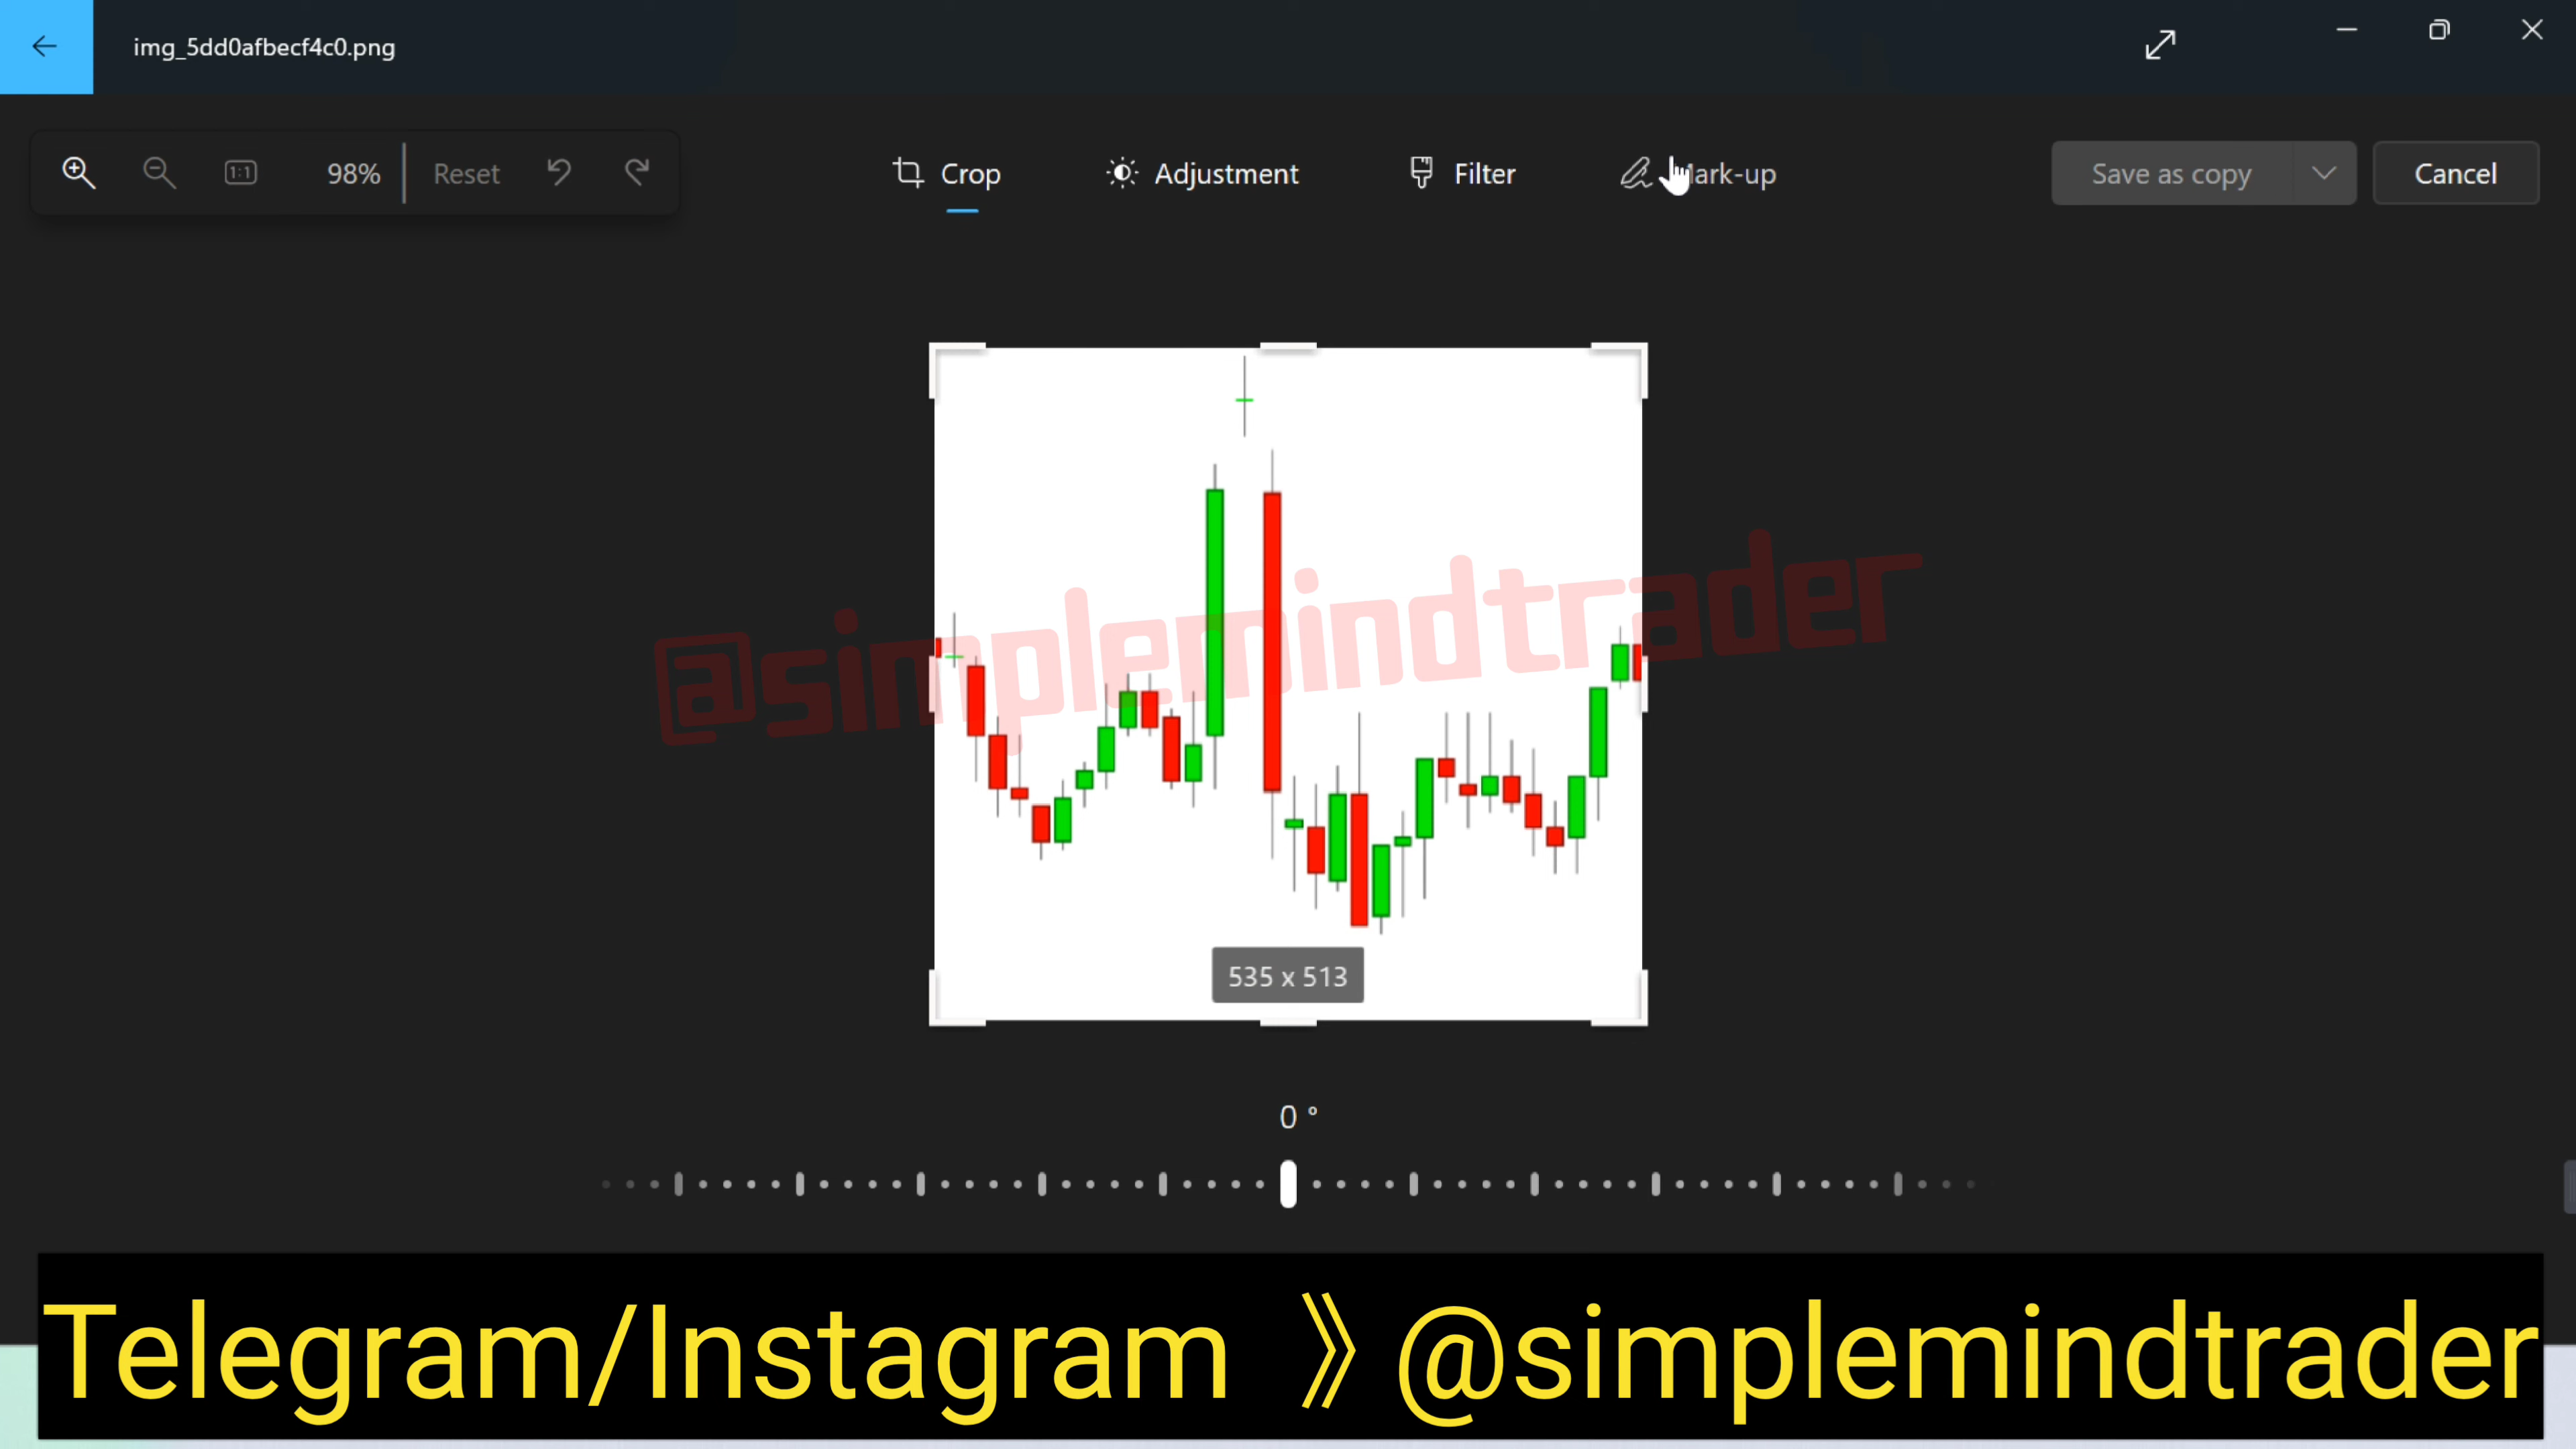 img_5dd0afbecf4c0.png
98% Reset Crop Adjustment Filter Mark-up Save as copy Cancel
@simplemindtrader
535 x 513
0 °
Telegram/Instagram 》@simplemindtrader